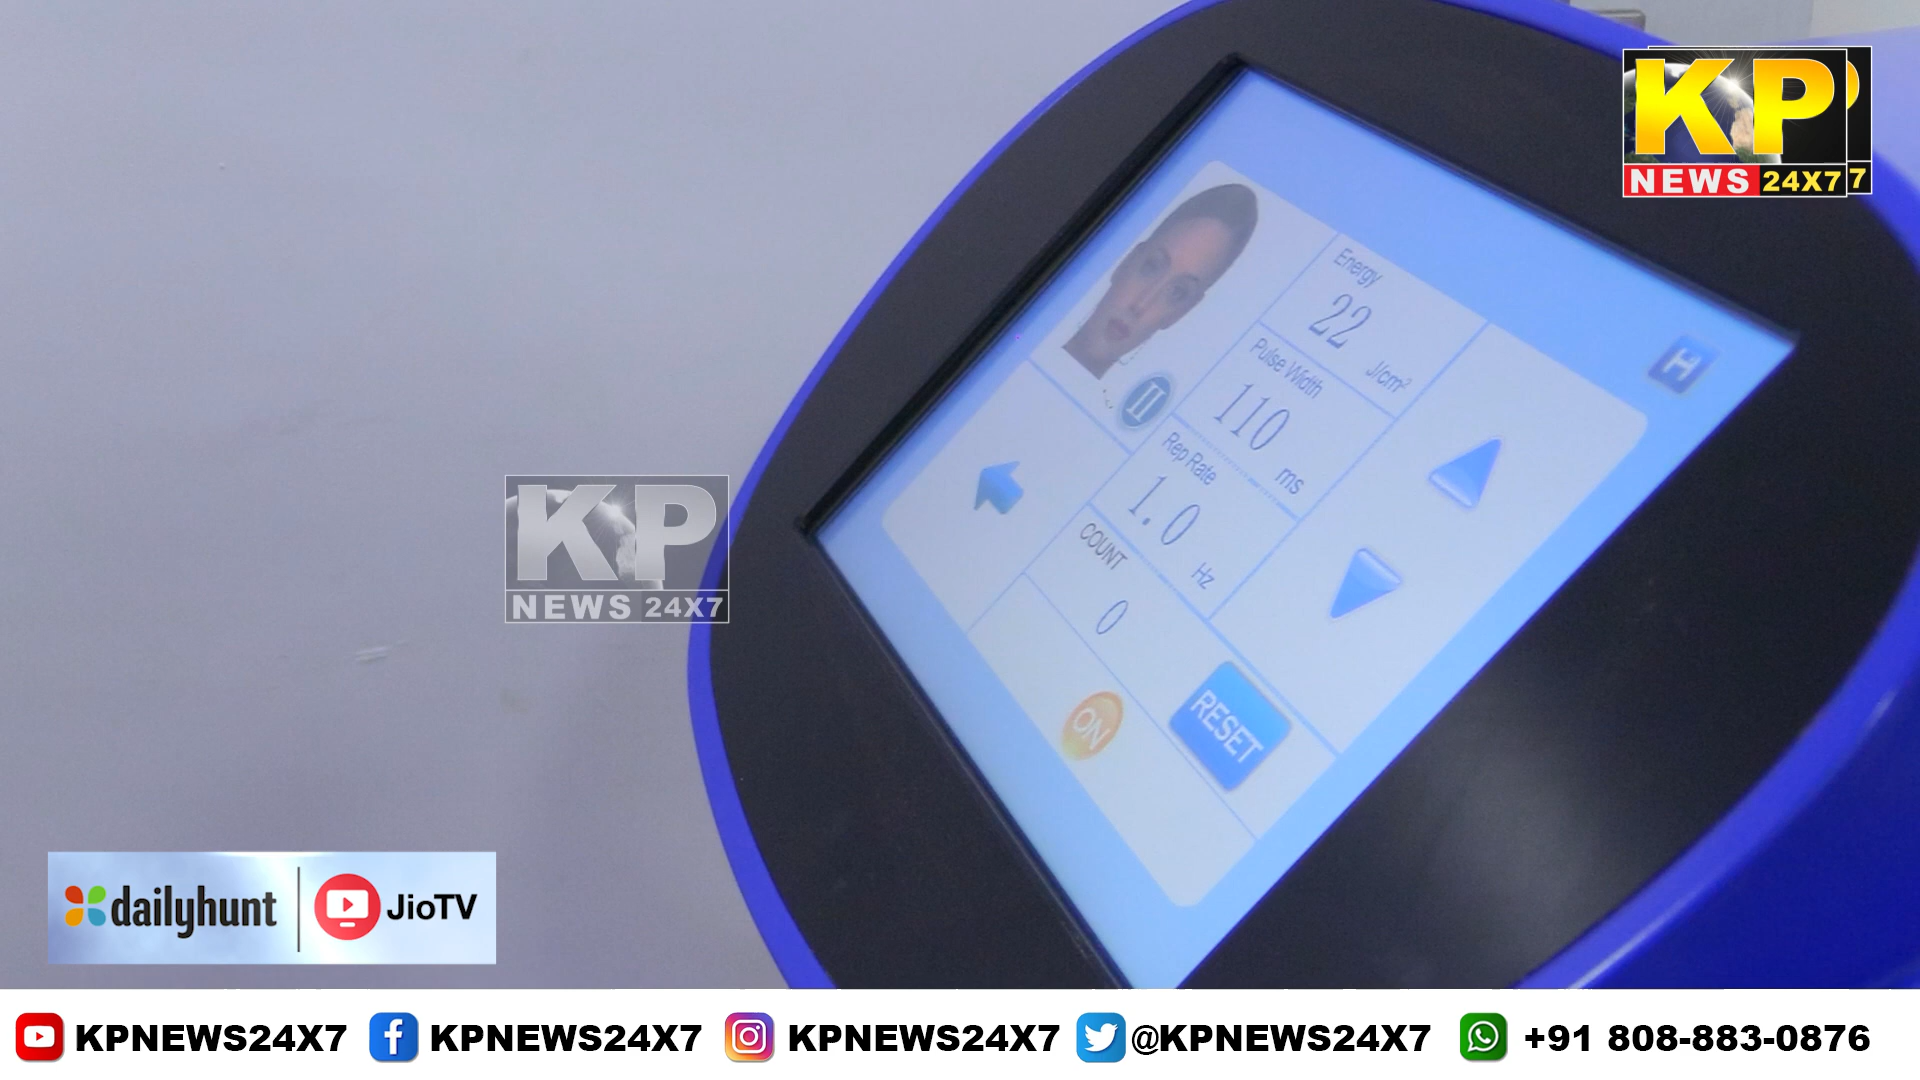 KP
NEWS 24X7 7
Energy
22
J/cm²
Pulse Width
110
ms
Rep Rate
1.0
Hz
COUNT
0
II
H
ON
RESET
KP
NEWS 24X7
dailyhunt
JioTV
KPNEWS24X7
KPNEWS24X7
KPNEWS24X7
@KPNEWS24X7
+91 808-883-0876